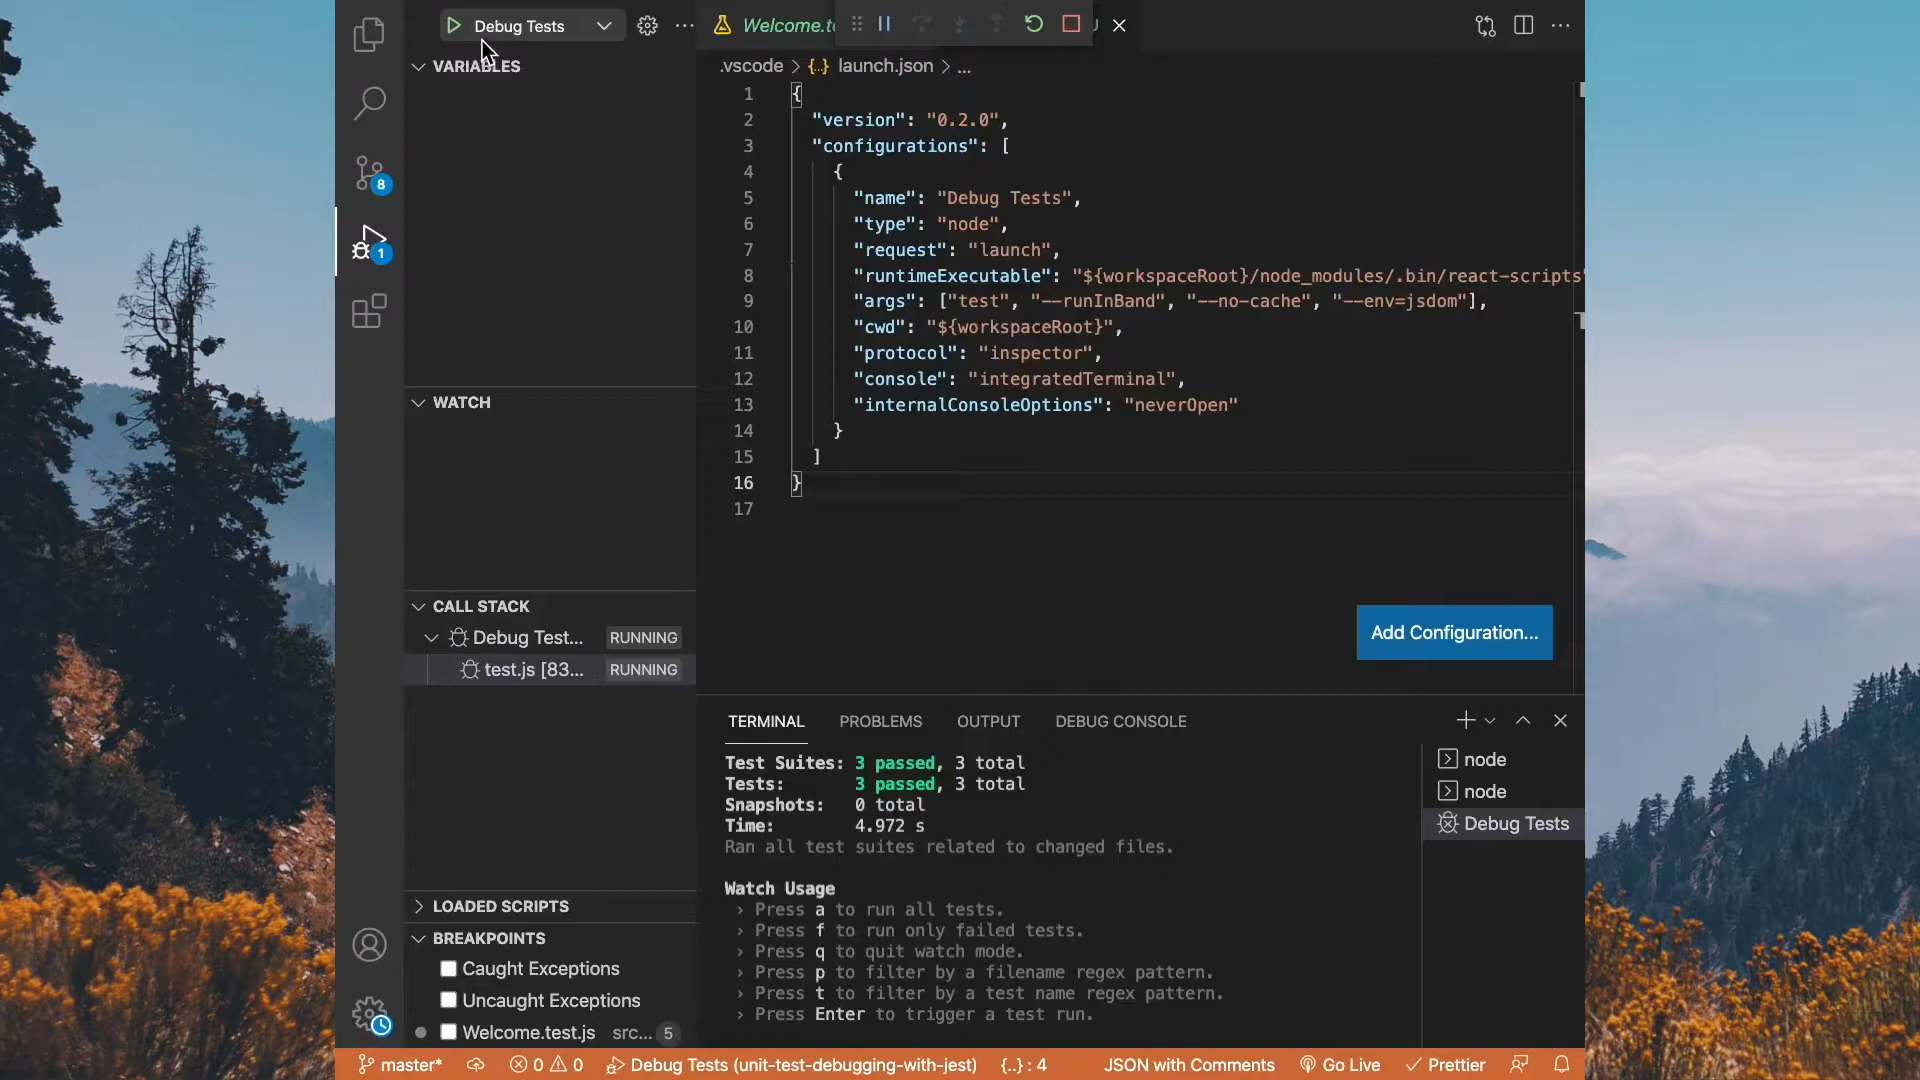 Debug Tests
Welcome.te
.vscode > {..} launch.json > ...
VARIABLES
WATCH
CALL STACK
Debug Test... RUNNING
test.js [83... RUNNING
LOADED SCRIPTS
BREAKPOINTS
Caught Exceptions
Uncaught Exceptions
Welcome.test.js src... 5
8
1
1 {
2 "version": "0.2.0",
3 "configurations": [
4 {
5 "name": "Debug Tests",
6 "type": "node",
7 "request": "launch",
8 "runtimeExecutable": "${workspaceRoot}/node_modules/.bin/react-scripts"
9 "args": ["test", "--runInBand", "--no-cache", "--env=jsdom"],
10 "cwd": "${workspaceRoot}",
11 "protocol": "inspector",
12 "console": "integratedTerminal",
13 "internalConsoleOptions": "neverOpen"
14 }
15 ]
16 }
17
Add Configuration...
TERMINAL PROBLEMS OUTPUT DEBUG CONSOLE
Test Suites: 3 passed, 3 total
Tests: 3 passed, 3 total
Snapshots: 0 total
Time: 4.972 s
Ran all test suites related to changed files.
Watch Usage
› Press a to run all tests.
› Press f to run only failed tests.
› Press q to quit watch mode.
› Press p to filter by a filename regex pattern.
› Press t to filter by a test name regex pattern.
› Press Enter to trigger a test run.
node
node
Debug Tests
master* 0 0 Debug Tests (unit-test-debugging-with-jest) {..} : 4 JSON with Comments Go Live Prettier